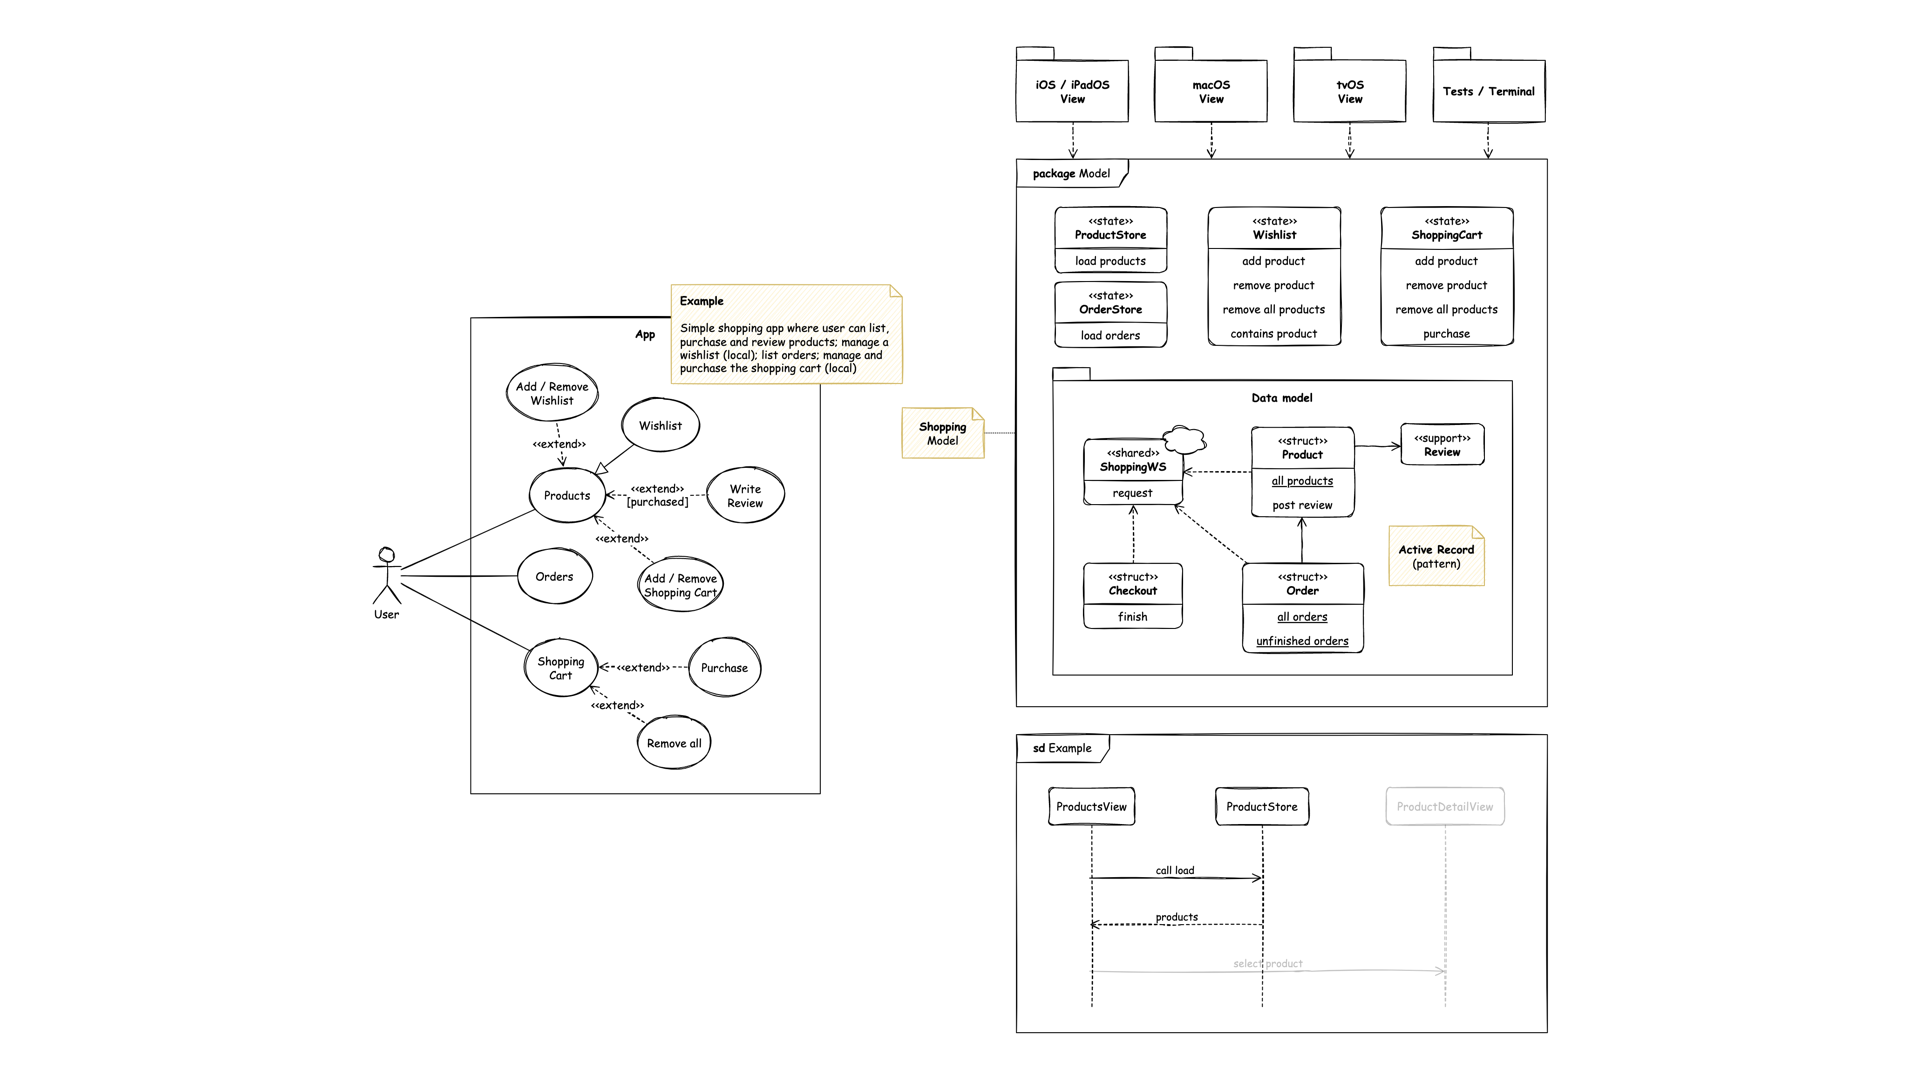 iOS / iPadOS
View
macOS
View
tvOS
View
Tests / Terminal
package Model
<<state>>
ProductStore
load products
<<state>>
OrderStore
load orders
<<state>>
Wishlist
add product
remove product
remove all products
contains product
<<state>>
ShoppingCart
add product
remove product
remove all products
purchase
Example
Simple shopping app where user can list,
purchase and review products; manage a
wishlist (local); list orders; manage and
purchase the shopping cart (local)
App
Add / Remove
Wishlist
<<extend>>
Wishlist
Products
<<extend>>
[purchased]
Write
Review
<<extend>>
Add / Remove
Shopping Cart
Orders
User
Shopping
Cart
<<extend>>
Purchase
<<extend>>
Remove all
Shopping
Model
Data model
<<shared>>
ShoppingWS
request
<<struct>>
Product
all products
post review
<<support>>
Review
Active Record
(pattern)
<<struct>>
Checkout
finish
<<struct>>
Order
all orders
unfinished orders
sd Example
ProductsView
ProductStore
ProductDetailView
call load
products
select product